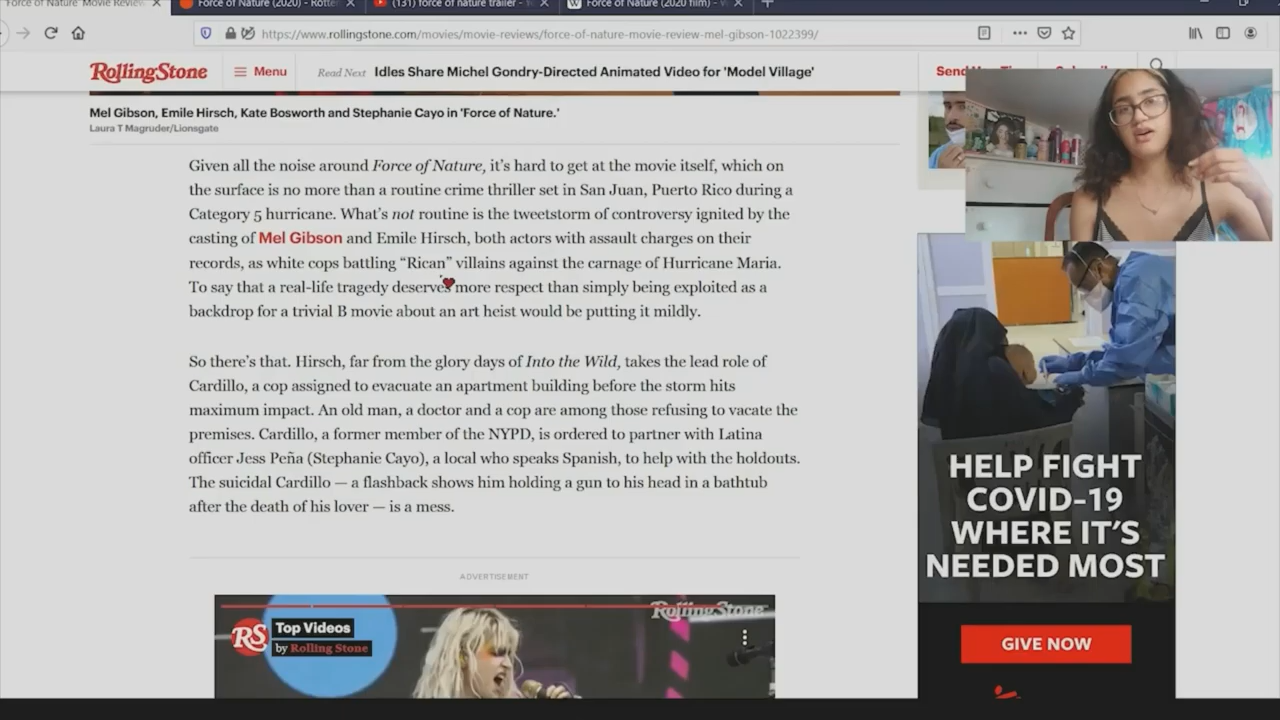 Force of Nature' Movie Review
Force of Nature (2020) - Rotte
(131) force of nature trailer -
Force of Nature (2020 film) -
https://www.rollingstone.com/movies/movie-reviews/force-of-nature-movie-review-mel-gibson-1022399/
RollingStone
Menu
Read Next
Idles Share Michel Gondry-Directed Animated Video for 'Model Village'
Mel Gibson, Emile Hirsch, Kate Bosworth and Stephanie Cayo in 'Force of Nature.'
Laura T Magruder/Lionsgate
Given all the noise around Force of Nature, it's hard to get at the movie itself, which on
the surface is no more than a routine crime thriller set in San Juan, Puerto Rico during a
Category 5 hurricane. What's not routine is the tweetstorm of controversy ignited by the
casting of Mel Gibson and Emile Hirsch, both actors with assault charges on their
records, as white cops battling “Rican” villains against the carnage of Hurricane Maria.
To say that a real-life tragedy deserves more respect than simply being exploited as a
backdrop for a trivial B movie about an art heist would be putting it mildly.
So there's that. Hirsch, far from the glory days of Into the Wild, takes the lead role of
Cardillo, a cop assigned to evacuate an apartment building before the storm hits
maximum impact. An old man, a doctor and a cop are among those refusing to vacate the
premises. Cardillo, a former member of the NYPD, is ordered to partner with Latina
officer Jess Peña (Stephanie Cayo), a local who speaks Spanish, to help with the holdouts.
The suicidal Cardillo — a flashback shows him holding a gun to his head in a bathtub
after the death of his lover — is a mess.
ADVERTISEMENT
RollingStone
RS
Top Videos
by Rolling Stone
HELP FIGHT
COVID-19
WHERE IT'S
NEEDED MOST
GIVE NOW